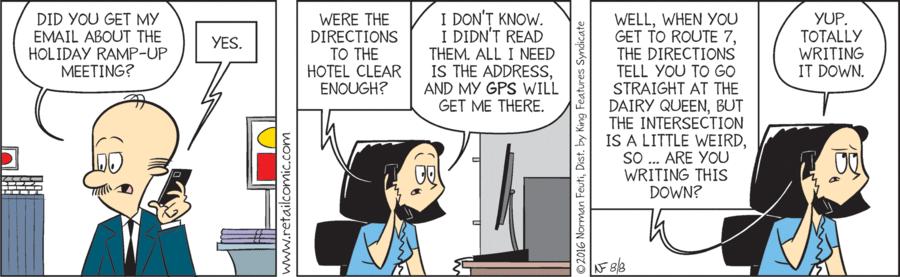 DID YOU GET MY
EMAIL ABOUT THE
HOLIDAY RAMP-UP
MEETING?
YES.
www.retailcomic.com
WERE THE
DIRECTIONS
TO THE
HOTEL CLEAR
ENOUGH?
I DON'T KNOW.
I DIDN'T READ
THEM. ALL I NEED
IS THE ADDRESS,
AND MY GPS WILL
GET ME THERE.
©2016 Norman Feuti, Dist. by King Features Syndicate
WELL, WHEN YOU
GET TO ROUTE 7,
THE DIRECTIONS
TELL YOU TO GO
STRAIGHT AT THE
DAIRY QUEEN, BUT
THE INTERSECTION
IS A LITTLE WEIRD,
SO ... ARE YOU
WRITING THIS
DOWN?
YUP.
TOTALLY
WRITING
IT DOWN.
NF 8/8